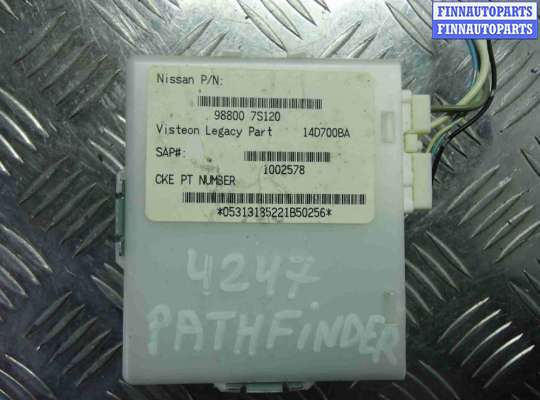 FINNAUTOPARTS
FINNAUTOPARTS
Nissan P/N:
98800 7S120
Visteon Legacy Part 14D700BA
SAP#:
1002578
CKE PT NUMBER
*05313135221B50256*
4247
PATHFiNDER